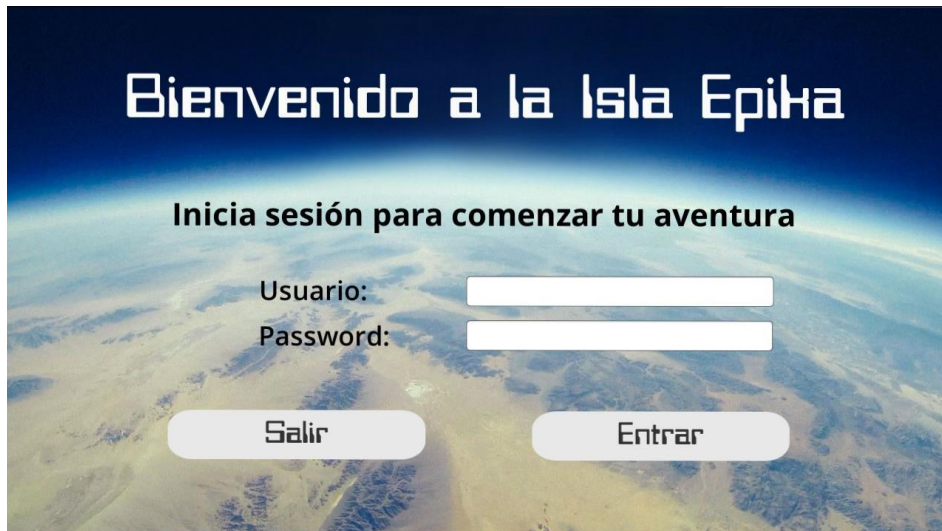 Bienvenido a la Isla Epika
Inicia sesión para comenzar tu aventura
Usuario:
Password:
Salir
Entrar